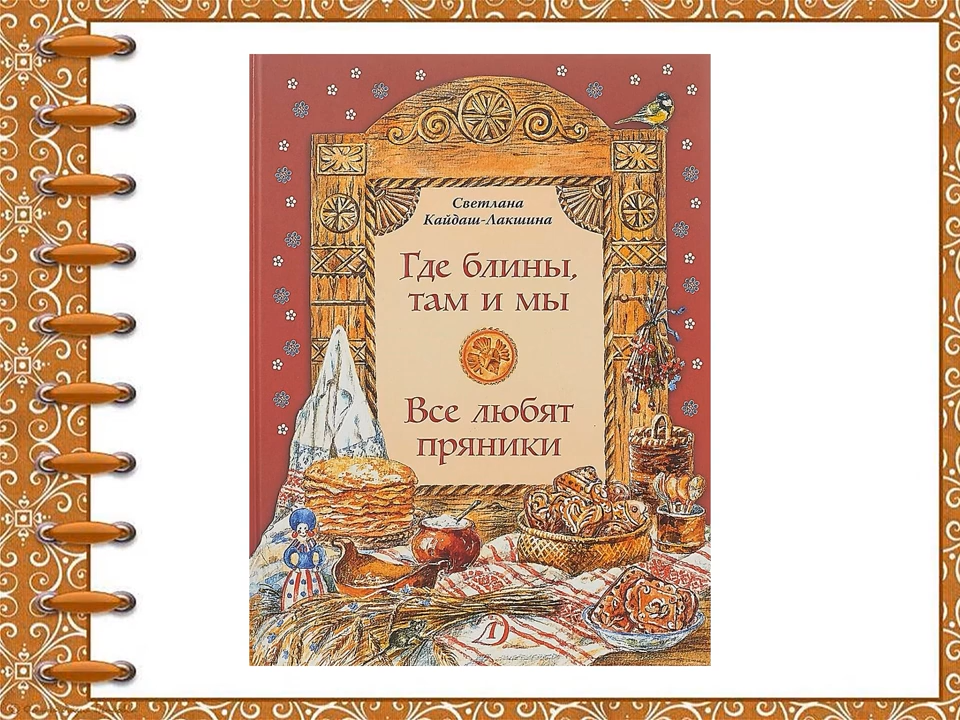 Светлана
Кайдаш-Лакшина
Где блины,
там и мы
Все любят
пряники